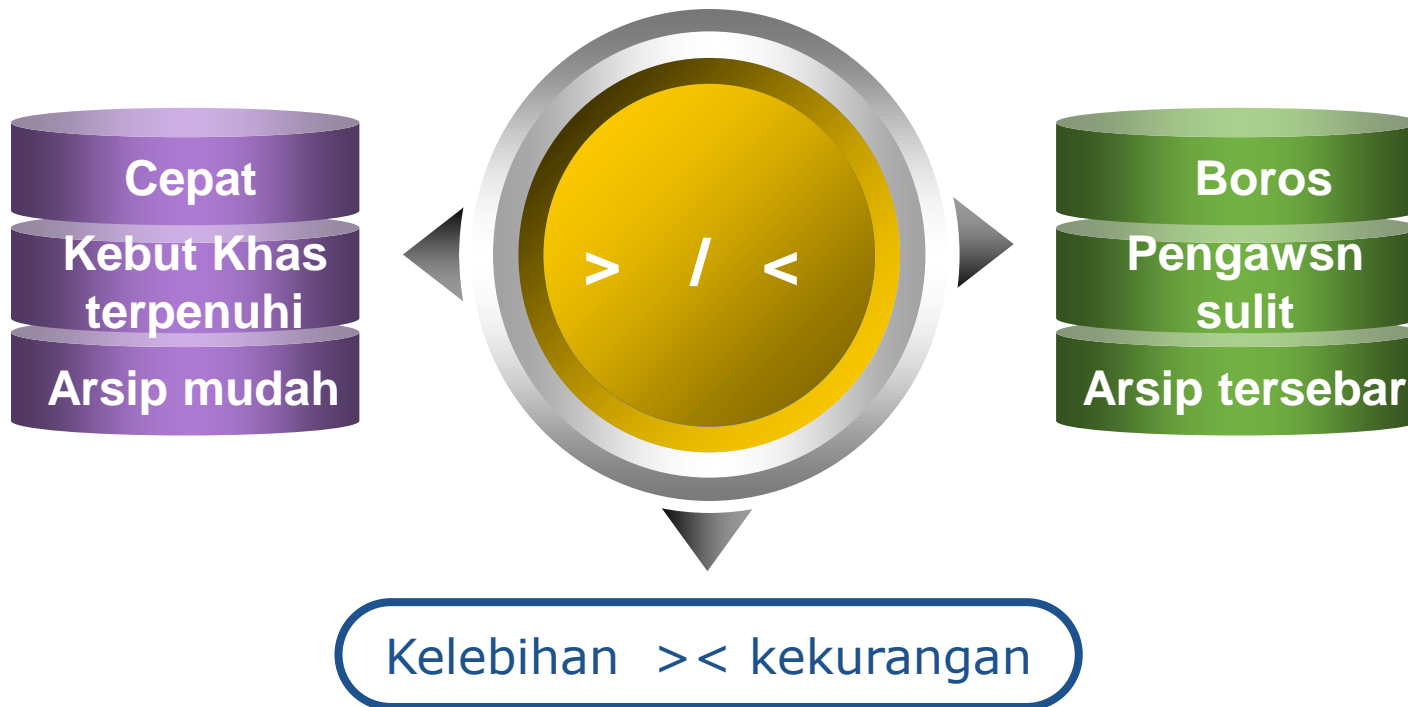 Cepat
Kebut Khas
terpenuhi
Arsip mudah
> / <
Boros
Pengawsn
sulit
Arsip tersebar
Kelebihan >< kekurangan